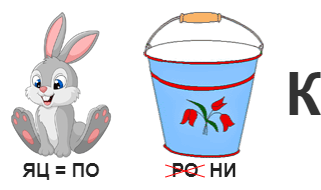 К
ЯЦ = ПО РО НИ